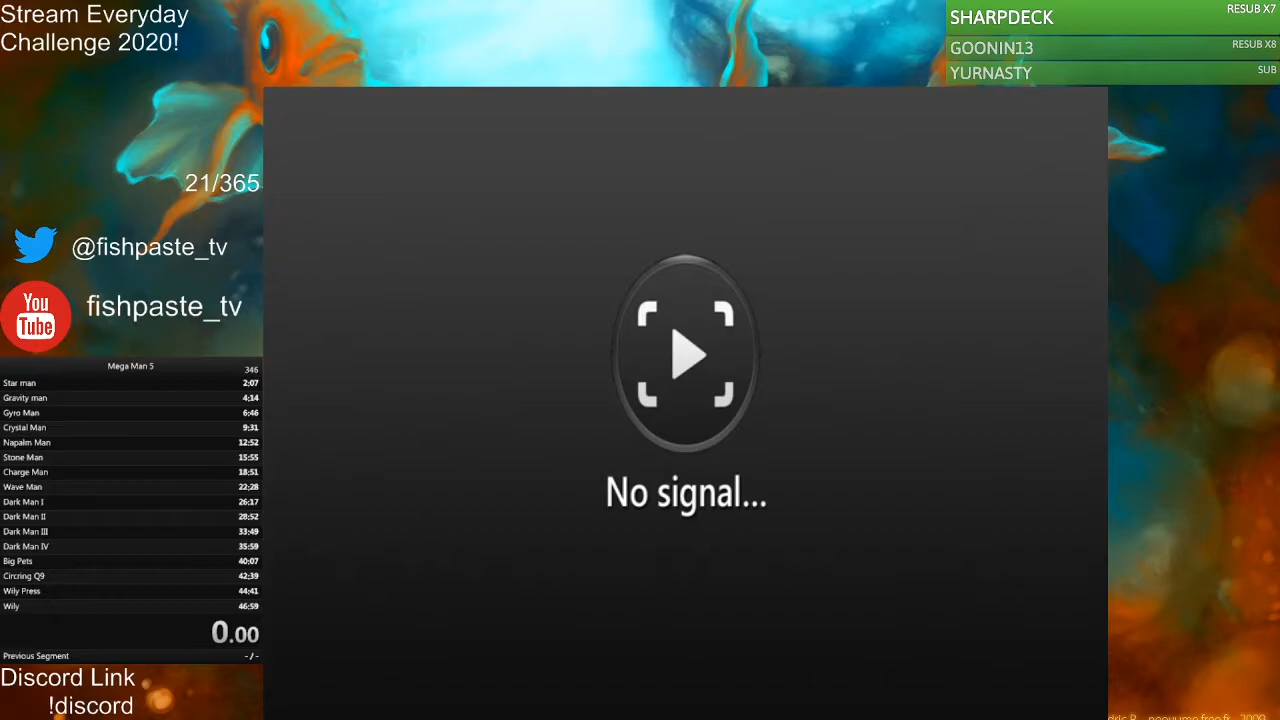 Stream Everyday
Challenge 2020!
21/365
@fishpaste_tv
You
Tube
fishpaste_tv
Mega Man 5
346
Star man 2:07
Gravity man 4:14
Gyro Man 6:46
Crystal Man 9:31
Napalm Man 12:52
Stone Man 15:55
Charge Man 18:51
Wave Man 22:28
Dark Man I 26:17
Dark Man II 28:52
Dark Man III 33:49
Dark Man IV 35:59
Big Pets 40:07
Circring Q9 42:39
Wily Press 44:41
Wily 46:59
0.00
Previous Segment -/-
Discord Link
!discord
SHARPDECK RESUB X7
GOONIN13 RESUB X8
YURNASTY SUB
No signal...